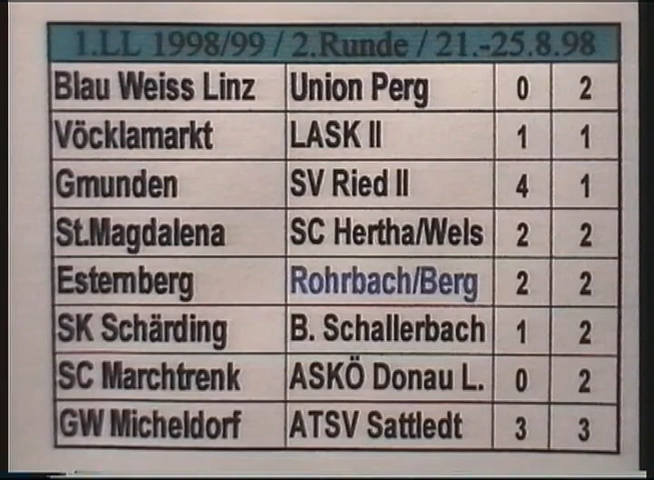 1.LL 1998/99 / 2.Runde / 21.-25.8.98
Blau Weiss Linz Union Perg 0 2
Vöcklamarkt LASK II 1 1
Gmunden SV Ried II 4 1
St.Magdalena SC Hertha/Wels 2 2
Esternberg Rohrbach/Berg 2 2
SK Schärding B. Schallerbach 1 2
SC Marchtrenk ASKÖ Donau L. 0 2
GW Micheldorf ATSV Sattledt 3 3